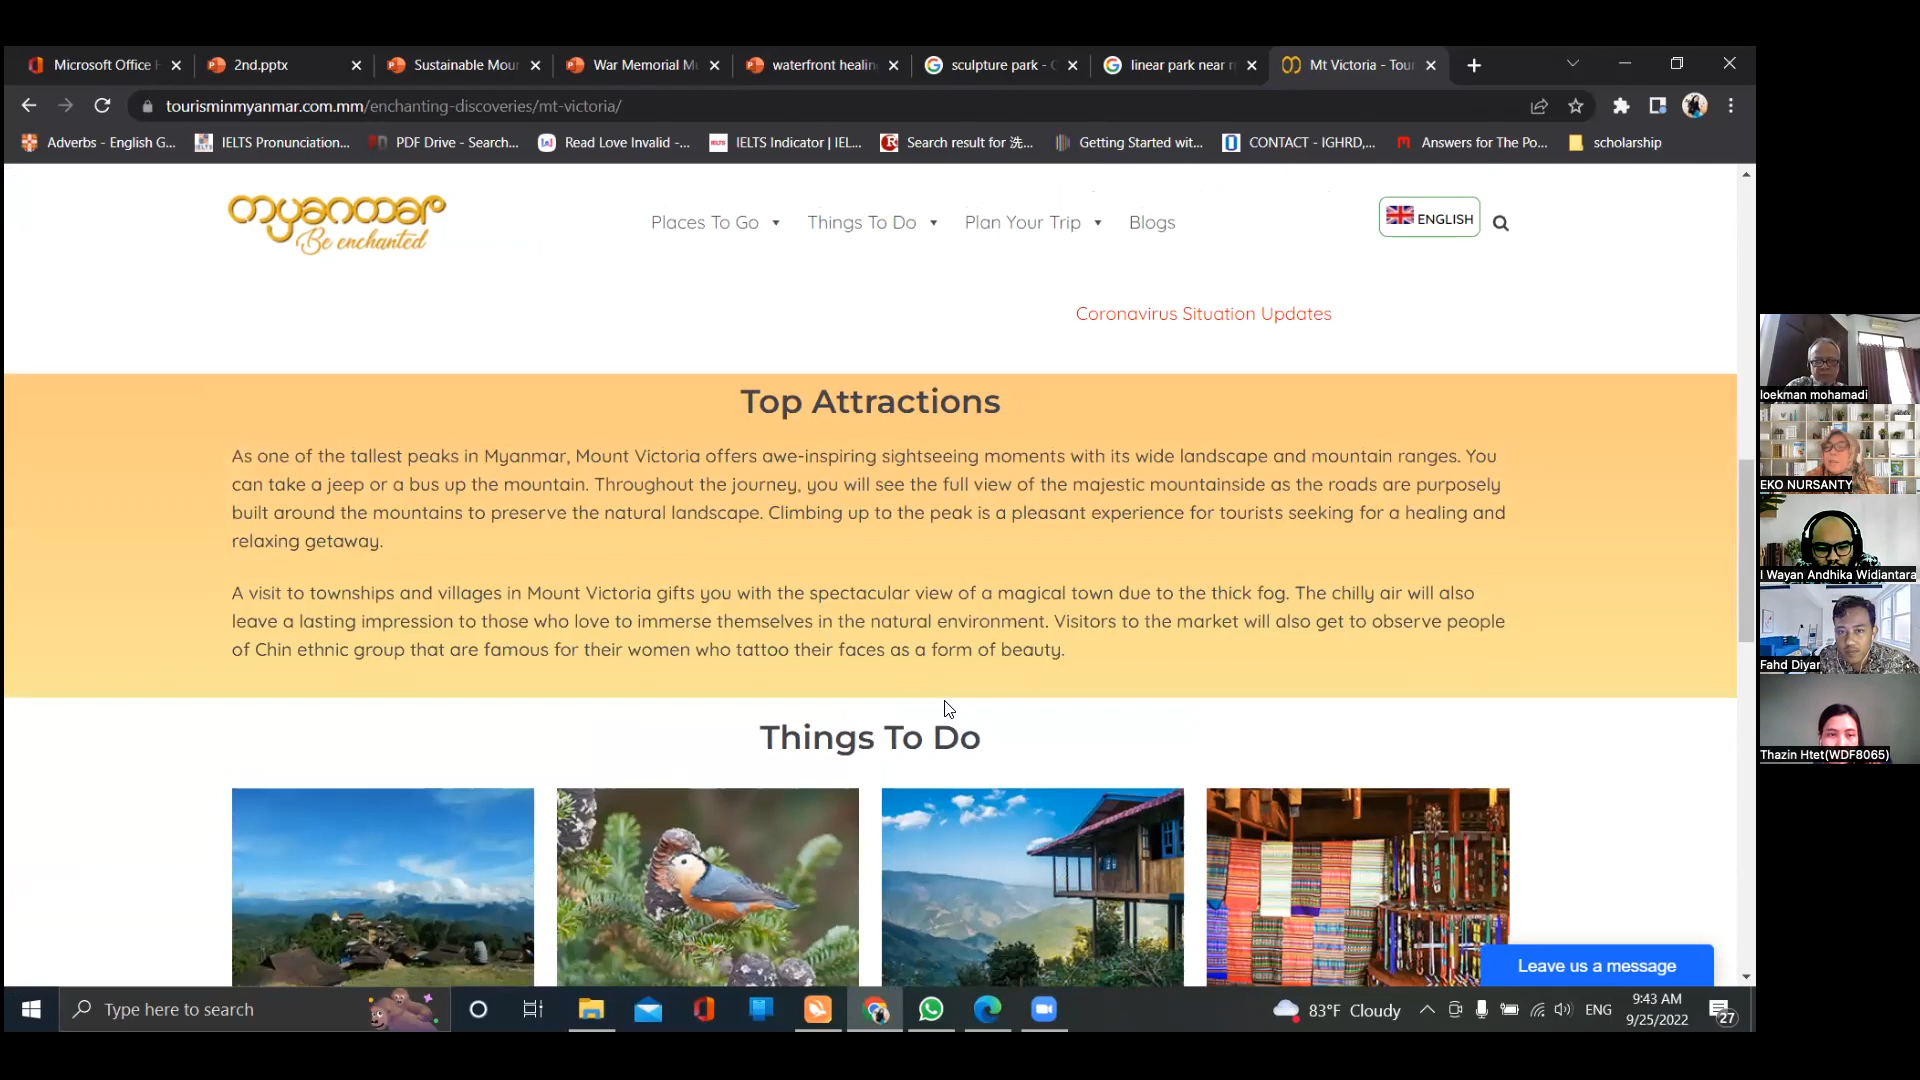 Microsoft Office H
2nd.pptx
Sustainable Mour
War Memorial Mu
waterfront healin
sculpture park - G
linear park near m
Mt Victoria - Tour
tourisminmyanmar.com.mm/enchanting-discoveries/mt-victoria/
Adverbs - English G...
IELTS Pronunciation...
PDF Drive - Search...
Read Love Invalid -...
IELTS Indicator | IEL...
Search result for 洗...
Getting Started wit...
CONTACT - IGHRD,...
Answers for The Po...
scholarship
myanmar
Be enchanted
Places To Go
Things To Do
Plan Your Trip
Blogs
ENGLISH
Coronavirus Situation Updates
Top Attractions
As one of the tallest peaks in Myanmar, Mount Victoria offers awe-inspiring sightseeing moments with its wide landscape and mountain ranges. You
can take a jeep or a bus up the mountain. Throughout the journey, you will see the full view of the majestic mountainside as the roads are purposely
built around the mountains to preserve the natural landscape. Climbing up to the peak is a pleasant experience for tourists seeking for a healing and
relaxing getaway.
A visit to townships and villages in Mount Victoria gifts you with the spectacular view of a magical town due to the thick fog. The chilly air will also
leave a lasting impression to those who love to immerse themselves in the natural environment. Visitors to the market will also get to observe people
of Chin ethnic group that are famous for their women who tattoo their faces as a form of beauty.
Things To Do
Leave us a message
loekman mohamadi
EKO NURSANTY
I Wayan Andhika Widiantara
Fahd Diyar
Thazin Htet(WDF8065)
Type here to search
83°F Cloudy
ENG
9:43 AM
9/25/2022
27